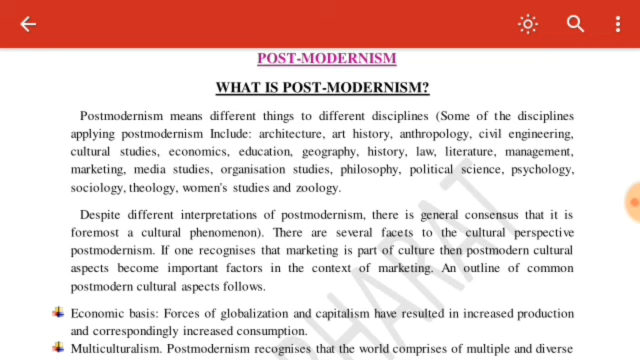 POST-MODERNISM
WHAT IS POST-MODERNISM?
Postmodernism means different things to different disciplines (Some of the disciplines
applying postmodernism Include: architecture, art history, anthropology, civil engineering,
cultural studies, economics, education, geography, history, law, literature, management,
marketing, media studies, organisation studies, philosophy, political science, psychology,
sociology, theology, women's studies and zoology.
Despite different interpretations of postmodernism, there is general consensus that it is
foremost a cultural phenomenon). There are several facets to the cultural perspective
postmodernism. If one recognises that marketing is part of culture then postmodern cultural
aspects become important factors in the context of marketing. An outline of common
postmodern cultural aspects follows.
Economic basis: Forces of globalization and capitalism have resulted in increased production
and correspondingly increased consumption.
Multiculturalism. Postmodernism recognises that the world comprises of multiple and diverse